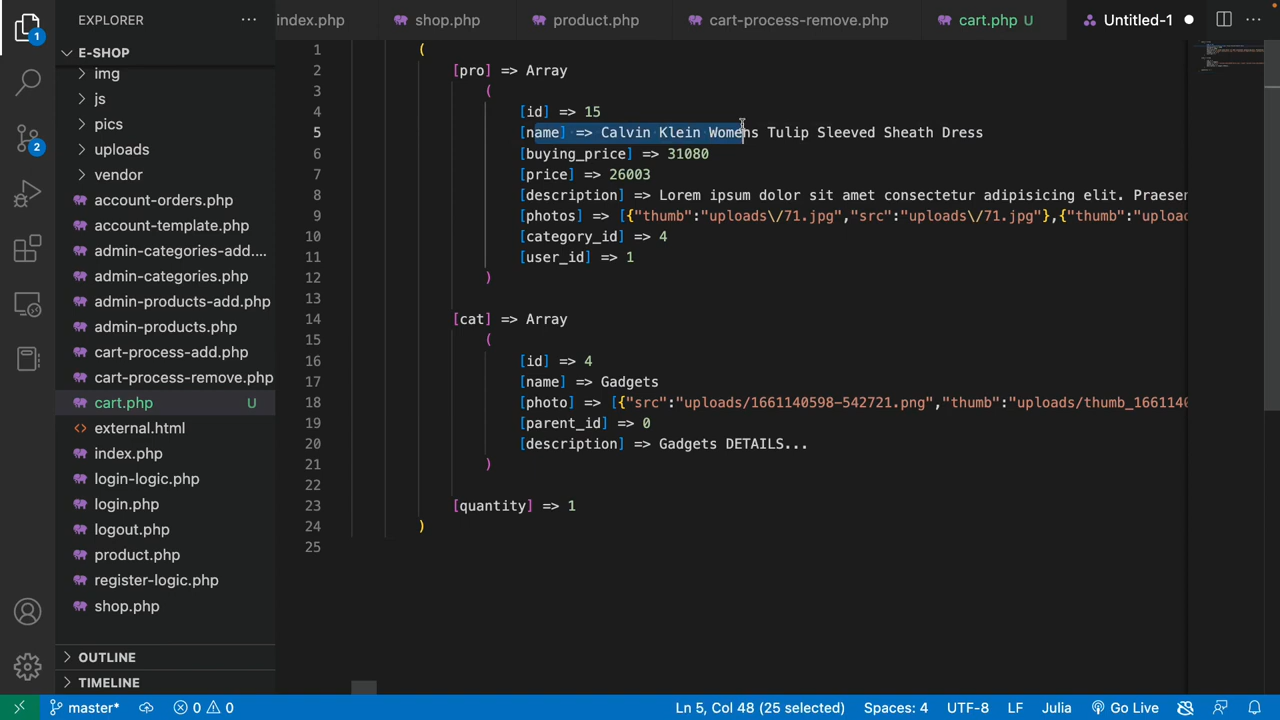 EXPLORER
index.php
shop.php
product.php
cart-process-remove.php
cart.php U
Untitled-1
1
E-SHOP
img
js
pics
uploads
vendor
account-orders.php
account-template.php
admin-categories-add....
admin-categories.php
admin-products-add.php
admin-products.php
cart-process-add.php
cart-process-remove.php
cart.php U
external.html
index.php
login-logic.php
login.php
logout.php
product.php
register-logic.php
shop.php
OUTLINE
TIMELINE
2
1 (
2 [pro] => Array
3 (
4 [id] => 15
5 [name] => Calvin Klein Womens Tulip Sleeved Sheath Dress
6 [buying_price] => 31080
7 [price] => 26003
8 [description] => Lorem ipsum dolor sit amet consectetur adipisicing elit. Praesen
9 [photos] => [{"thumb":"uploads\/71.jpg","src":"uploads\/71.jpg"},{"thumb":"upload
10 [category_id] => 4
11 [user_id] => 1
12 )
13
14 [cat] => Array
15 (
16 [id] => 4
17 [name] => Gadgets
18 [photo] => [{"src":"uploads/1661140598-542721.png","thumb":"uploads/thumb_1661140
19 [parent_id] => 0
20 [description] => Gadgets DETAILS...
21 )
22
23 [quantity] => 1
24 )
25
master* 0 0 Ln 5, Col 48 (25 selected) Spaces: 4 UTF-8 LF Julia Go Live